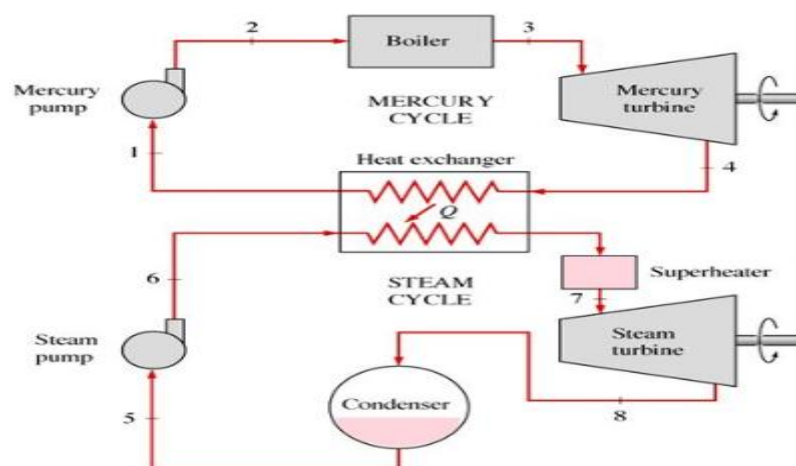 2
Boiler
3
Mercury
pump
MERCURY
CYCLE
Mercury
turbine
1
Heat exchanger
4
Q
6
STEAM
CYCLE
Superheater
7
Steam
pump
Steam
turbine
Condenser
8
5